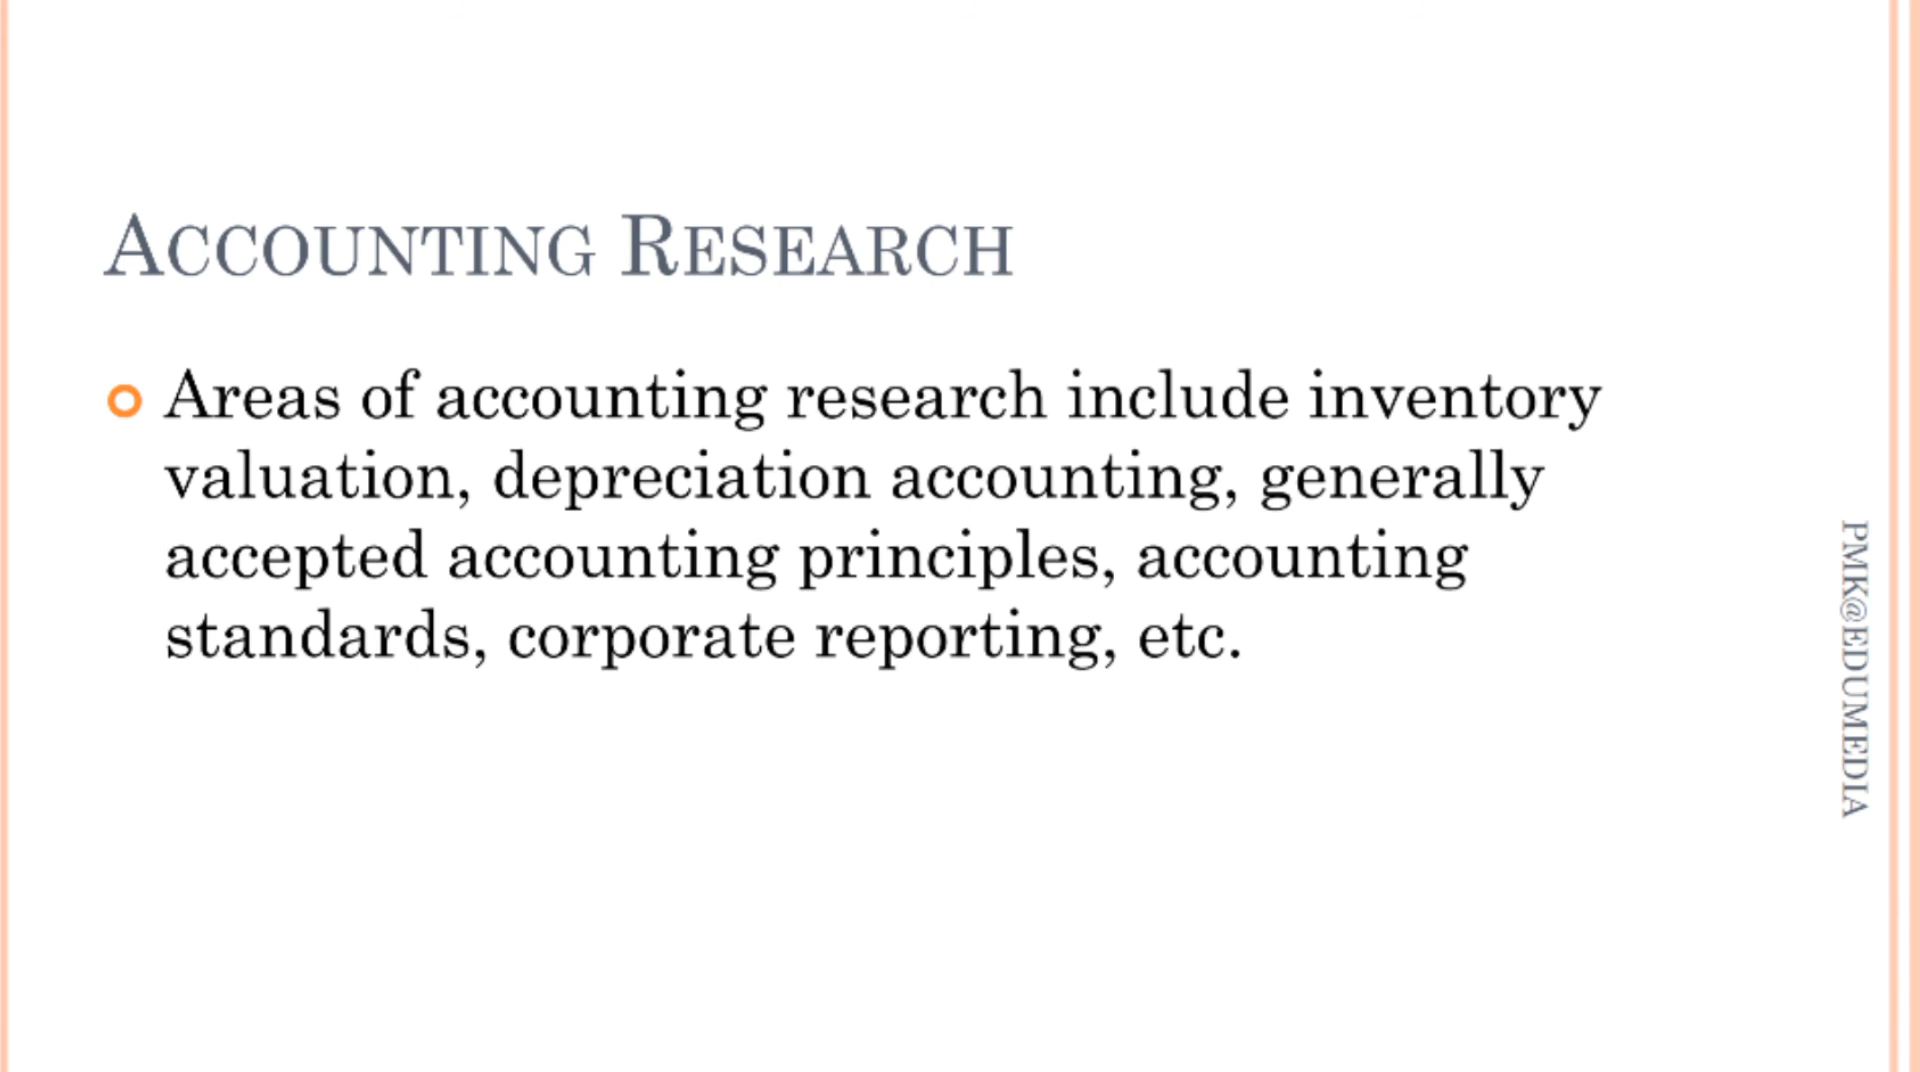 ACCOUNTING RESEARCH
Areas of accounting research include inventory
valuation, depreciation accounting, generally
accepted accounting principles, accounting
standards, corporate reporting, etc.
PMK@EDUMEDIA